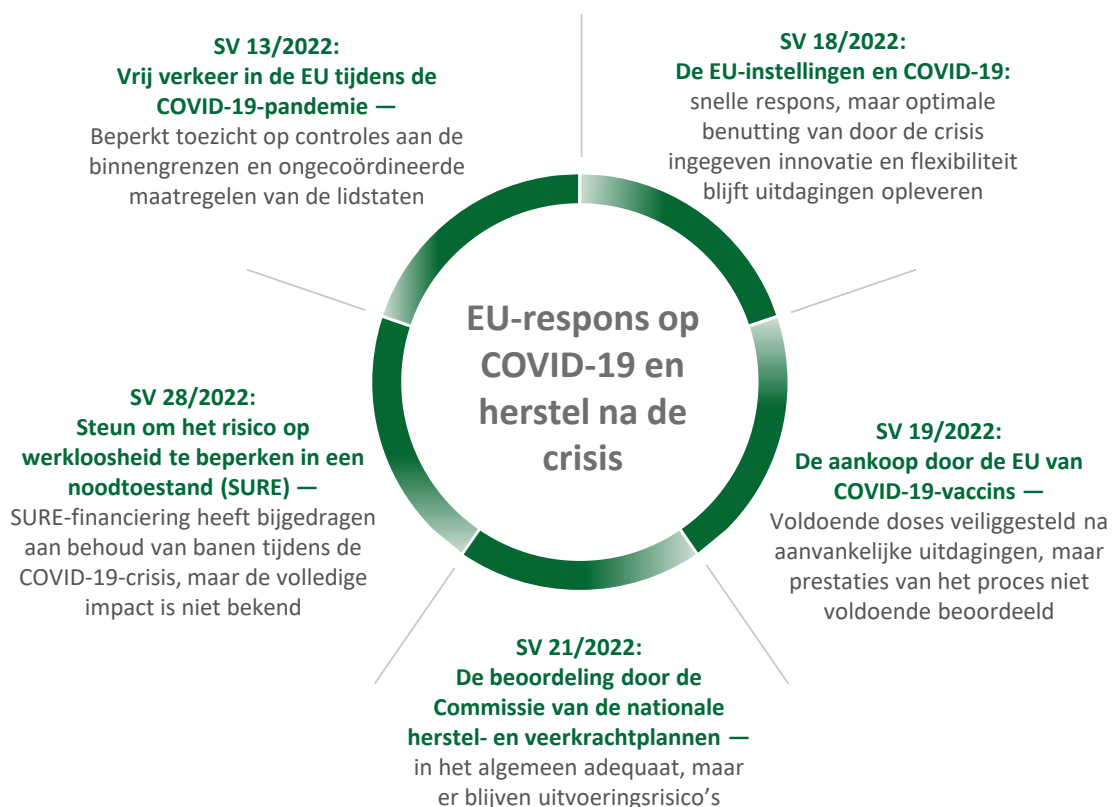 SV 13/2022:
Vrij verkeer in de EU tijdens de
COVID-19-pandemie —
Beperkt toezicht op controles aan de
binnengrenzen en ongecoördineerde
maatregelen van de lidstaten
SV 18/2022:
De EU-instellingen en COVID-19:
snelle respons, maar optimale
benutting van door de crisis
ingegeven innovatie en flexibiliteit
blijft uitdagingen opleveren
EU-respons op
COVID-19 en
herstel na de
crisis
SV 28/2022:
Steun om het risico op
werkloosheid te beperken in een
noodtoestand (SURE) —
SURE-financiering heeft bijgedragen
aan behoud van banen tijdens de
COVID-19-crisis, maar de volledige
impact is niet bekend
SV 19/2022:
De aankoop door de EU van
COVID-19-vaccins —
Voldoende doses veiliggesteld na
aanvankelijke uitdagingen, maar
prestaties van het proces niet
voldoende beoordeeld
SV 21/2022:
De beoordeling door de
Commissie van de nationale
herstel- en veerkrachtplannen —
in het algemeen adequaat, maar
er blijven uitvoeringsrisico’s